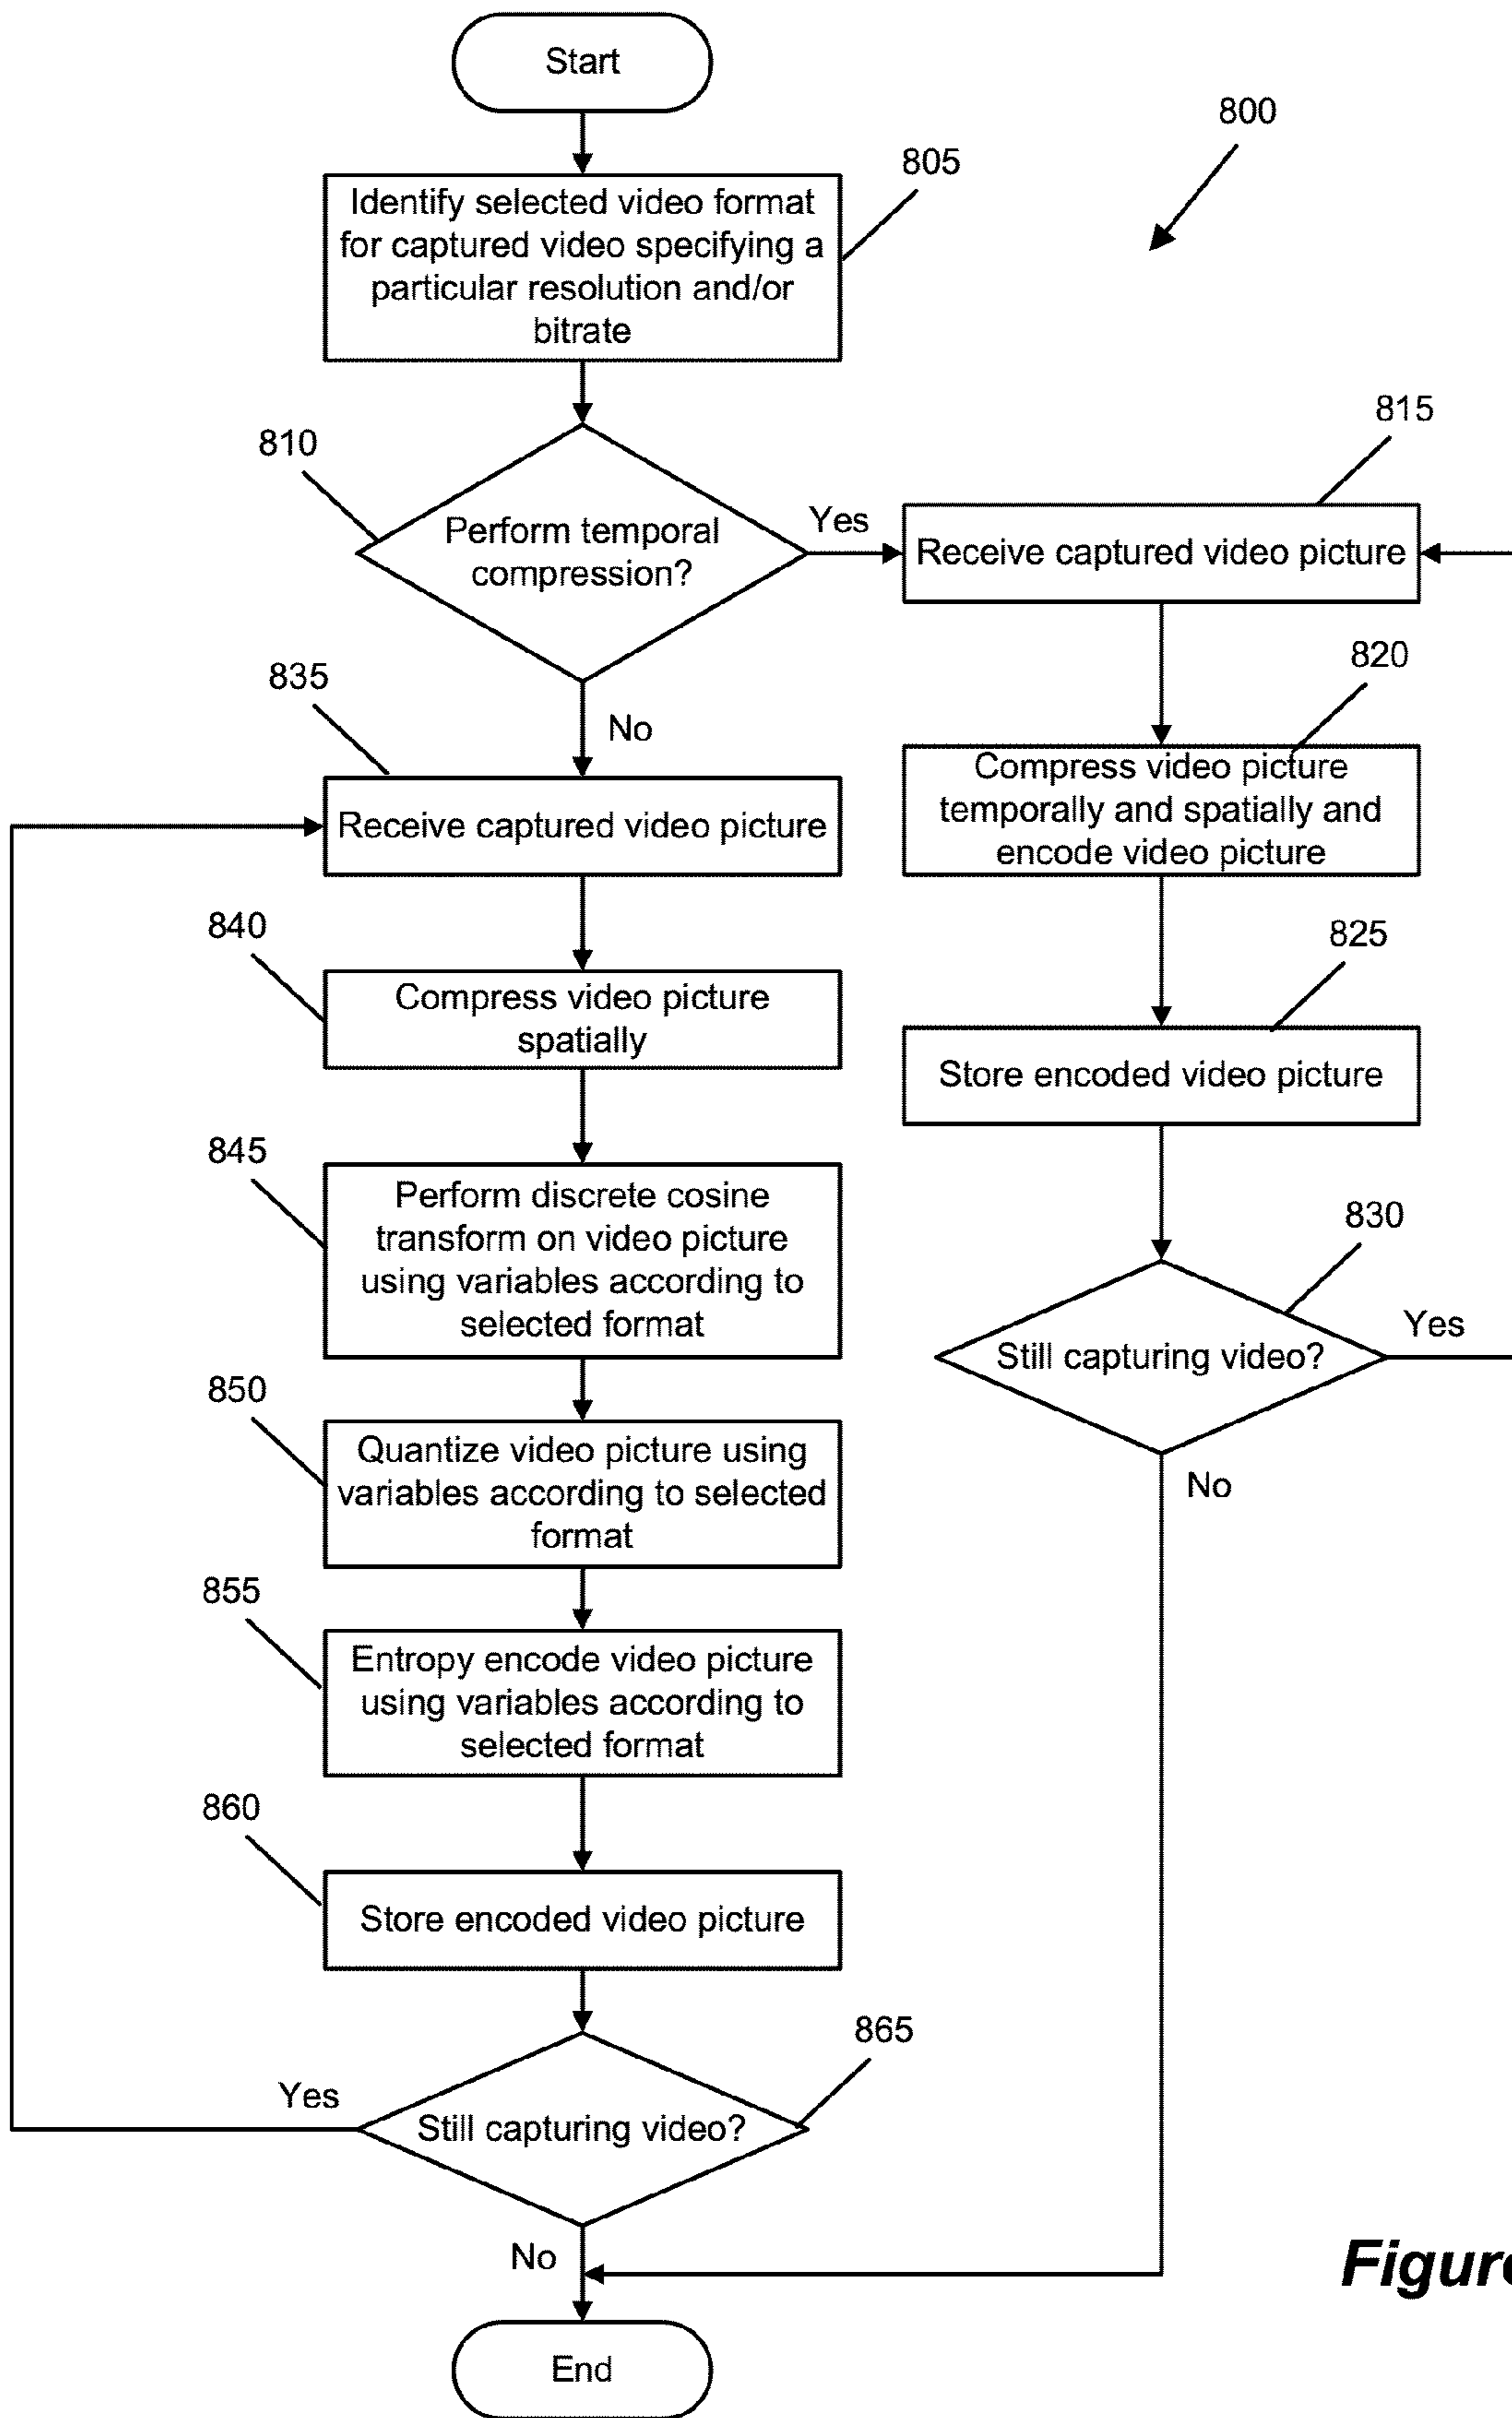 Start
800
805
Identify selected video format
for captured video specifying a
particular resolution and/or
bitrate
810
Perform temporal
compression?
Yes
No
815
Receive captured video picture
820
Compress video picture
temporally and spatially and
encode video picture
825
Store encoded video picture
830
Still capturing video?
Yes
No
835
Receive captured video picture
840
Compress video picture
spatially
845
Perform discrete cosine
transform on video picture
using variables according to
selected format
850
Quantize video picture using
variables according to selected
format
855
Entropy encode video picture
using variables according to
selected format
860
Store encoded video picture
865
Still capturing video?
Yes
No
End
Figure